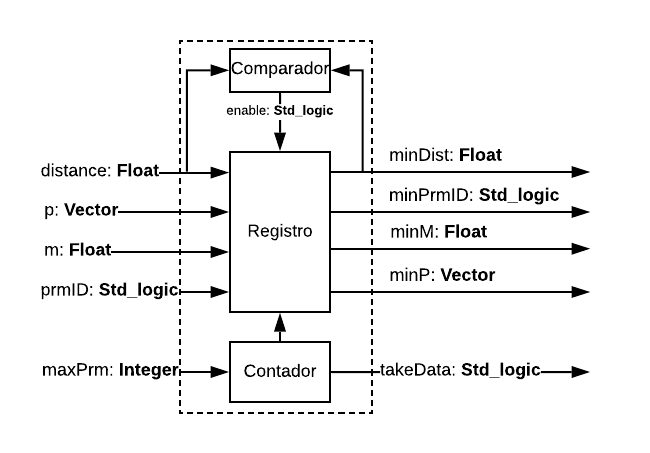 Comparador
enable: Std_logic
distance: Float
minDist: Float
p: Vector
minPrmID: Std_logic
Registro
m: Float
minM: Float
prmID: Std_logic
minP: Vector
maxPrm: Integer
Contador
takeData: Std_logic